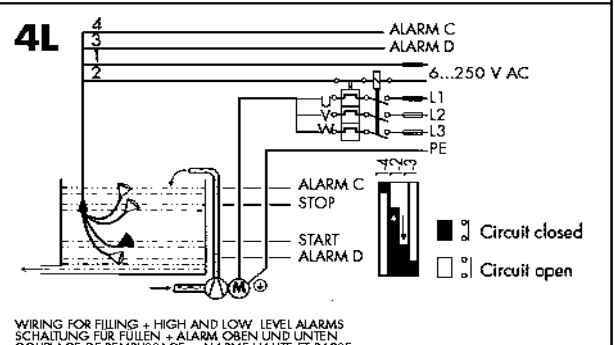 4L
4 ALARM C
3 ALARM D
1
2 6...250 V AC
U L1
V L2
W L3
PE
ALARM C
STOP
START
ALARM D
M
1-4
1-2
1-3
Circuit closed
Circuit open
WIRING FOR FILLING + HIGH AND LOW LEVEL ALARMS
SCHALTUNG FUR FULLEN + ALARM OBEN UND UNTEN